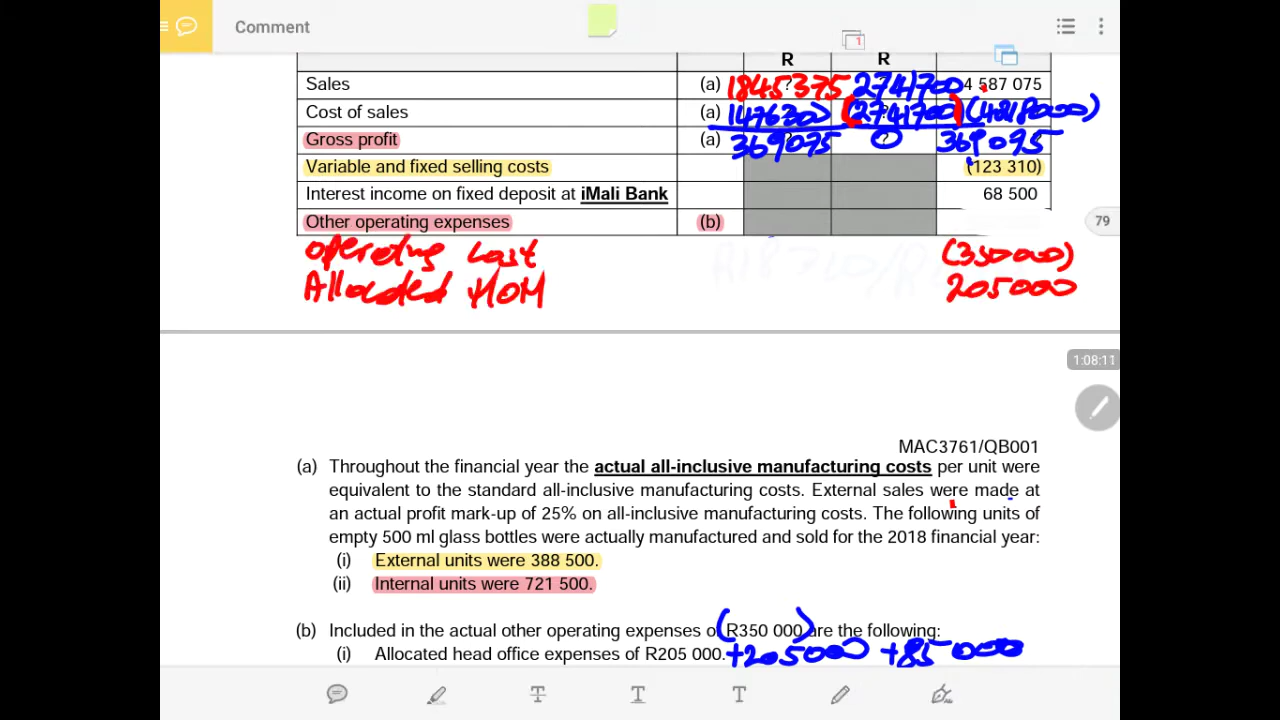 Comment
1
R R
Sales (a) 1845375 ? 2741700 4 587 075
Cost of sales (a) 1476300 (2741700) (4218000)
Gross profit (a) 369075 0 369095
Variable and fixed selling costs (123 310)
Interest income on fixed deposit at iMali Bank 68 500
Other operating expenses (b)
79
operating cost (350000)
Allocated HOM 205000
1:08:11
MAC3761/QB001
(a) Throughout the financial year the actual all-inclusive manufacturing costs per unit were
equivalent to the standard all-inclusive manufacturing costs. External sales were made at
an actual profit mark-up of 25% on all-inclusive manufacturing costs. The following units of
empty 500 ml glass bottles were actually manufactured and sold for the 2018 financial year:
(i) External units were 388 500.
(ii) Internal units were 721 500.
(b) Included in the actual other operating expenses of (R350 000) are the following:
(i) Allocated head office expenses of R205 000. +205000 +85000
T T T